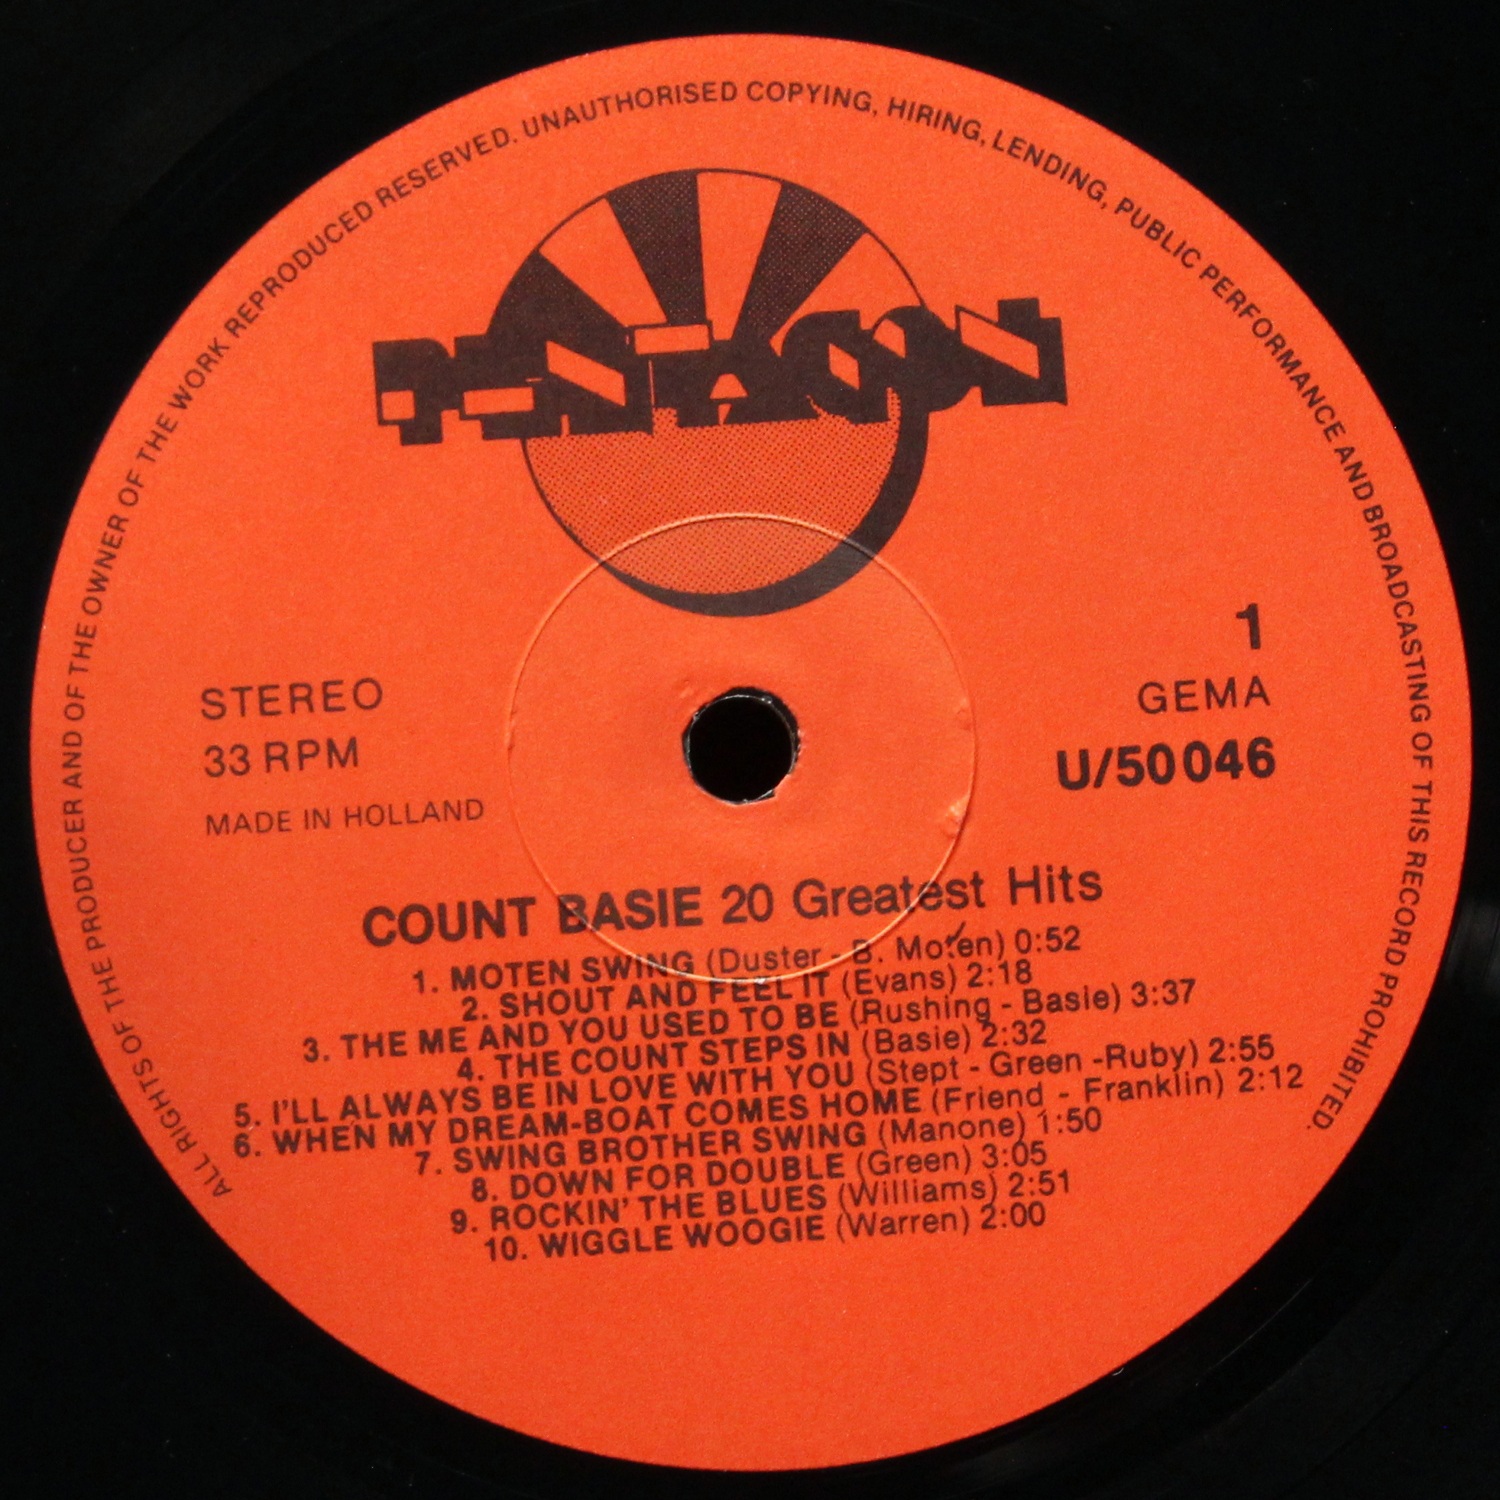 ALL RIGHTS OF THE PRODUCER AND OF THE OWNER OF THE WORK REPRODUCED RESERVED. UNAUTHORISED COPYING, HIRING, LENDING, PUBLIC PERFORMANCE AND BROADCASTING OF THIS RECORD PROHIBITED.
PENTAGON
STEREO
33 RPM
MADE IN HOLLAND
1
GEMA
U/50046
COUNT BASIE 20 Greatest Hits
1. MOTEN SWING (Duster - B. Moten) 0:52
2. SHOUT AND FEEL IT (Evans) 2:18
3. THE ME AND YOU USED TO BE (Rushing - Basie) 3:37
4. THE COUNT STEPS IN (Basie) 2:32
5. I'LL ALWAYS BE IN LOVE WITH YOU (Stept - Green -Ruby) 2:55
6. WHEN MY DREAM-BOAT COMES HOME (Friend - Franklin) 2:12
7. SWING BROTHER SWING (Manone) 1:50
8. DOWN FOR DOUBLE (Green) 3:05
9. ROCKIN' THE BLUES (Williams) 2:51
10. WIGGLE WOOGIE (Warren) 2:00